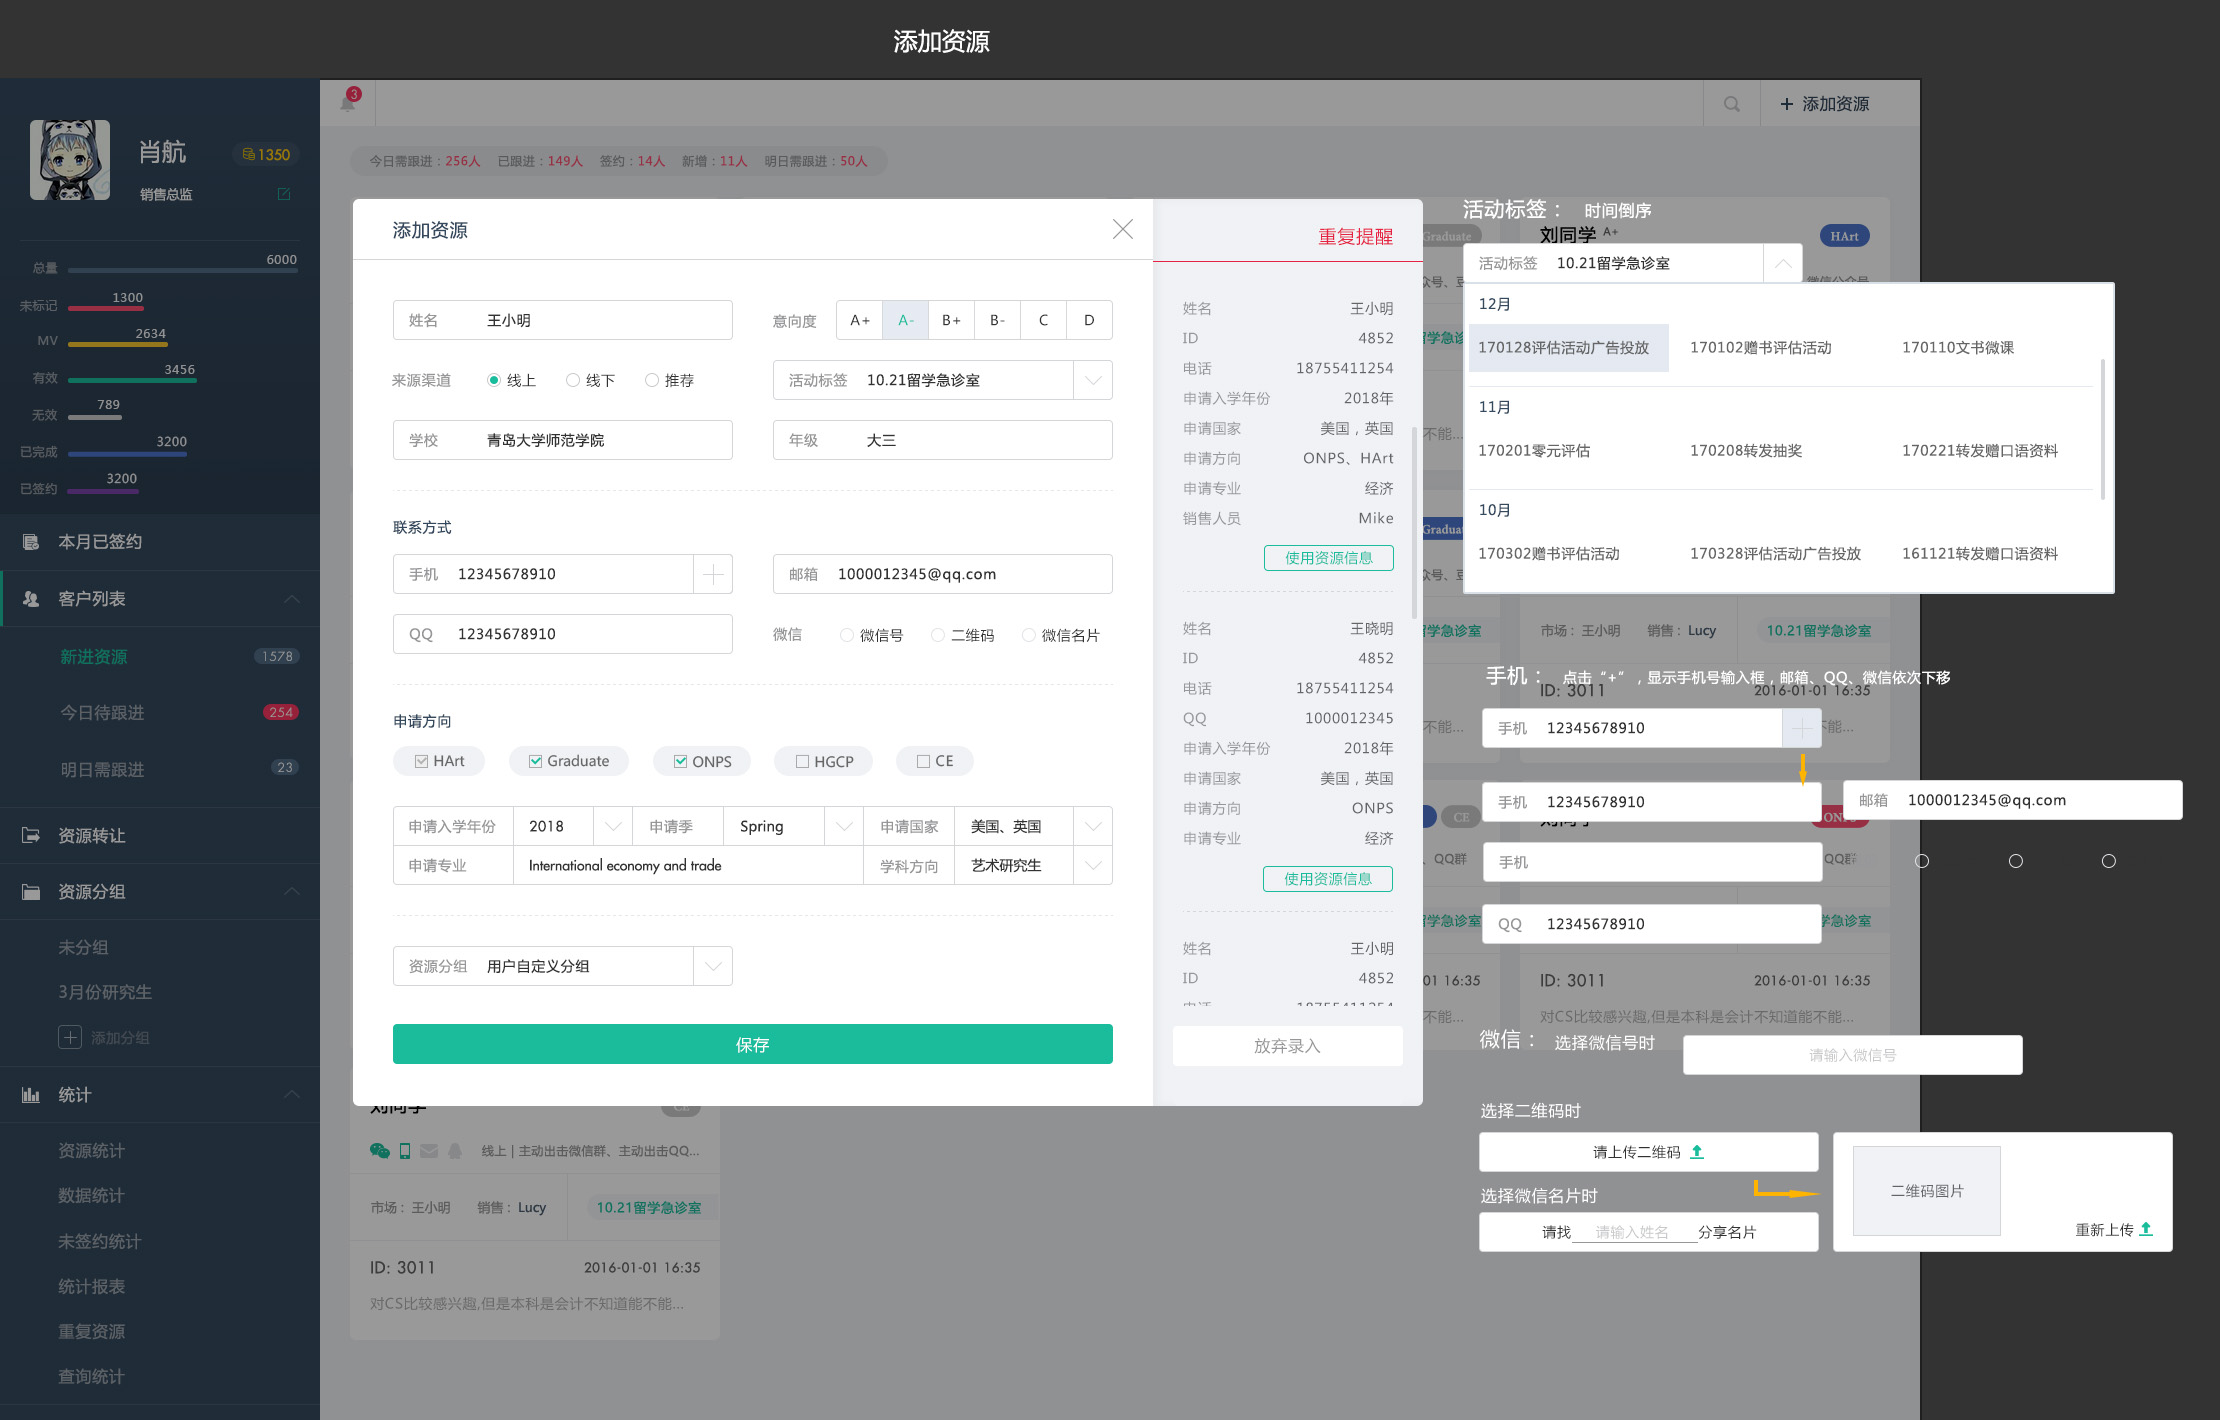 添加资源
3
+ 添加资源
肖航
1350
销售总监
今日需跟进：256人 已跟进：149人 签约：14人 新增：11人 明日需跟进：50人
总量 6000
未标记 1300
MV 2634
有效 3456
无效 789
已完成 3200
已签约 3200
本月已签约
客户列表
新进资源 1578
今日待跟进 254
明日需跟进 23
资源转让
资源分组
未分组
3月份研究生
添加分组
统计
资源统计
数据统计
未签约统计
统计报表
重复资源
查询统计
添加资源
姓名 王小明
意向度 A+ A- B+ B- C D
来源渠道 线上 线下 推荐
活动标签 10.21留学急诊室
学校 青岛大学师范学院
年级 大三
联系方式
手机 12345678910
邮箱 1000012345@qq.com
QQ 12345678910
微信 微信号 二维码 微信名片
申请方向
HArt Graduate ONPS HGCP CE
申请入学年份 2018 申请季 Spring 申请国家 美国、英国
申请专业 International economy and trade 学科方向 艺术研究生
资源分组 用户自定义分组
保存
重复提醒
姓名 王小明
ID 4852
电话 18755411254
申请入学年份 2018年
申请国家 美国，英国
申请方向 ONPS、HArt
申请专业 经济
销售人员 Mike
使用资源信息
姓名 王晓明
ID 4852
电话 18755411254
QQ 1000012345
申请入学年份 2018年
申请国家 美国，英国
申请方向 ONPS
申请专业 经济
使用资源信息
姓名 王小明
ID 4852
电话 18755411254
放弃录入
活动标签： 时间倒序
Graduate
刘同学 A+
HArt
活动标签 10.21留学急诊室
12月
170128评估活动广告投放 170102赠书评估活动 170110文书微课
11月
170201零元评估 170208转发抽奖 170221转发赠口语资料
10月
170302赠书评估活动 170328评估活动广告投放 161121转发赠口语资料
市场：王小明 销售：Lucy 10.21留学急诊室
手机： 点击“+”，显示手机号输入框，邮箱、QQ、微信依次下移
ID: 3011 2016-01-01 16:35
手机 12345678910
手机 12345678910
邮箱 1000012345@qq.com
CE
手机
QQ 12345678910
ID: 3011 2016-01-01 16:35
对CS比较感兴趣,但是本科是会计不知道能不能...
微信： 选择微信号时
请输入微信号
选择二维码时
请上传二维码
二维码图片
重新上传
选择微信名片时
请找 请输入姓名 分享名片
刘同学 CE
线上 | 主动出击微信群、主动出击QQ...
市场：王小明 销售：Lucy 10.21留学急诊室
ID: 3011 2016-01-01 16:35
对CS比较感兴趣,但是本科是会计不知道能不能...